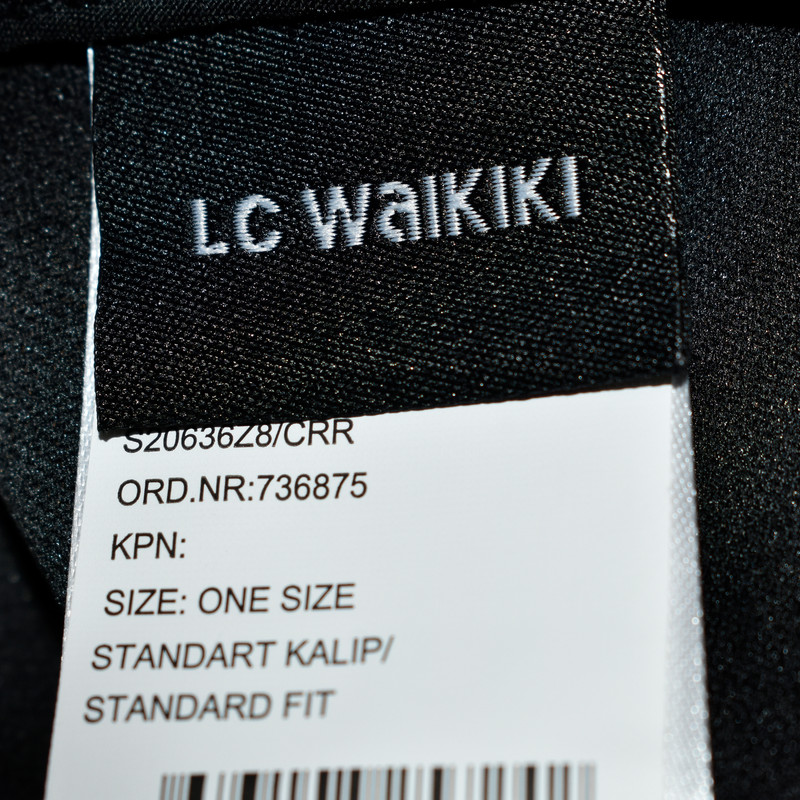 LC WaIKIKI
S20636Z8/CRR
ORD.NR:736875
KPN:
SIZE: ONE SIZE
STANDART KALIP/
STANDARD FIT